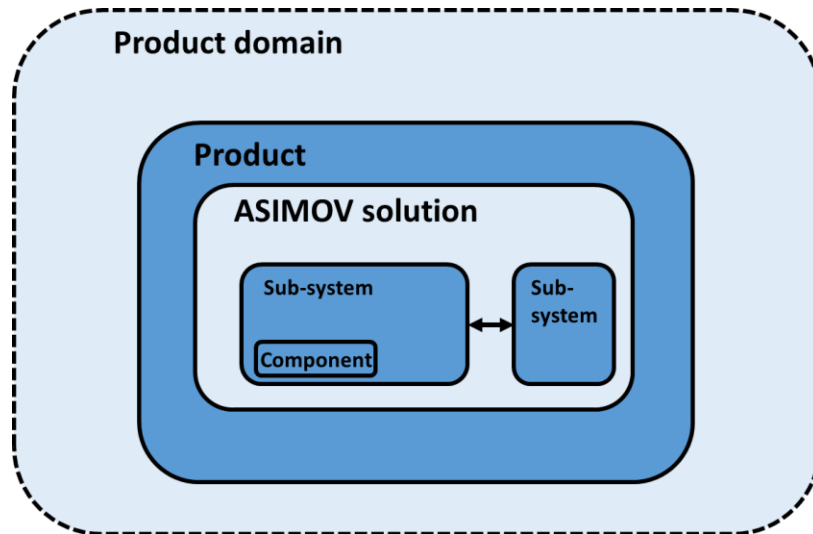 Product domain
Product
ASIMOV solution
Sub-system
Sub-
system
Component